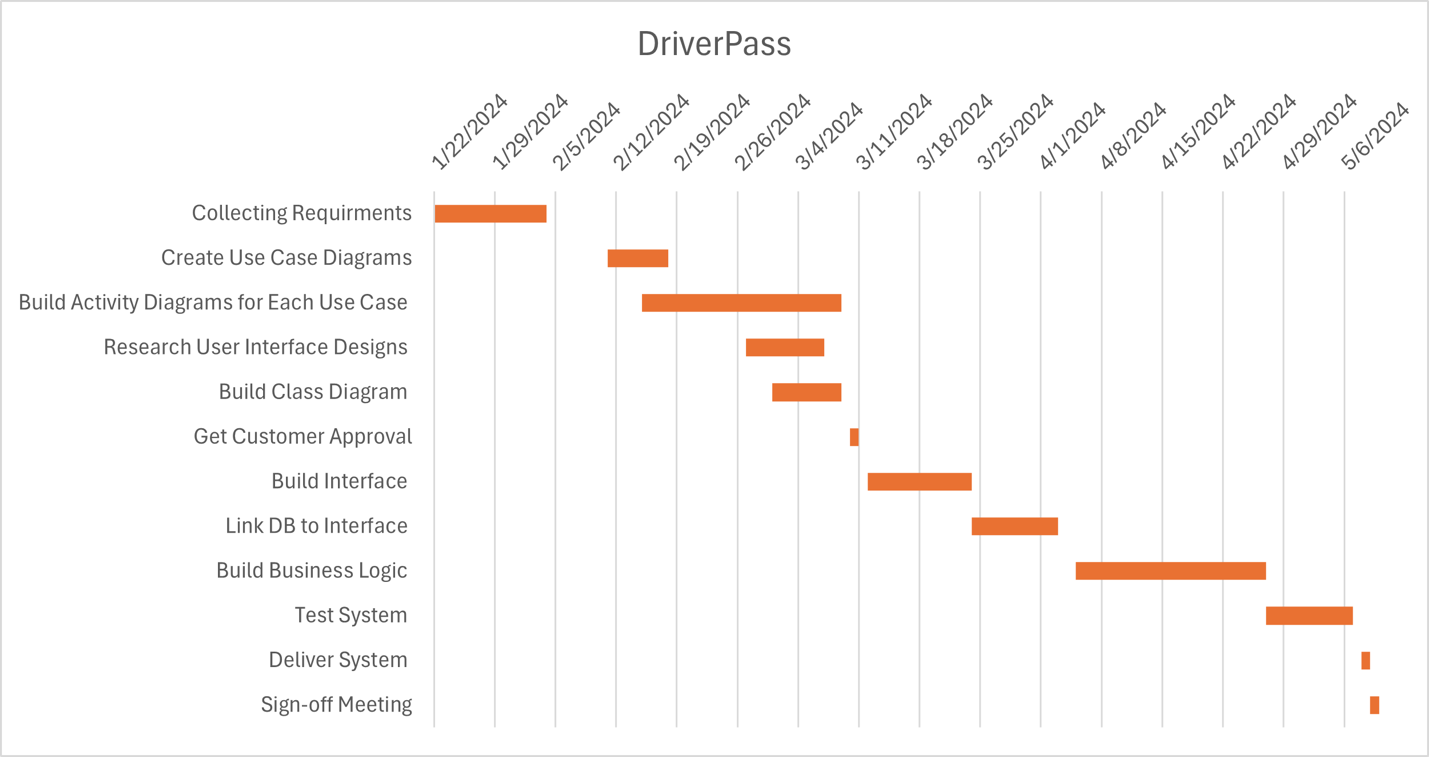 DriverPass
1/22/2024
1/29/2024
2/5/2024
2/12/2024
2/19/2024
2/26/2024
3/4/2024
3/11/2024
3/18/2024
3/25/2024
4/1/2024
4/8/2024
4/15/2024
4/22/2024
4/29/2024
5/6/2024
Collecting Requirments
Create Use Case Diagrams
Build Activity Diagrams for Each Use Case
Research User Interface Designs
Build Class Diagram
Get Customer Approval
Build Interface
Link DB to Interface
Build Business Logic
Test System
Deliver System
Sign-off Meeting